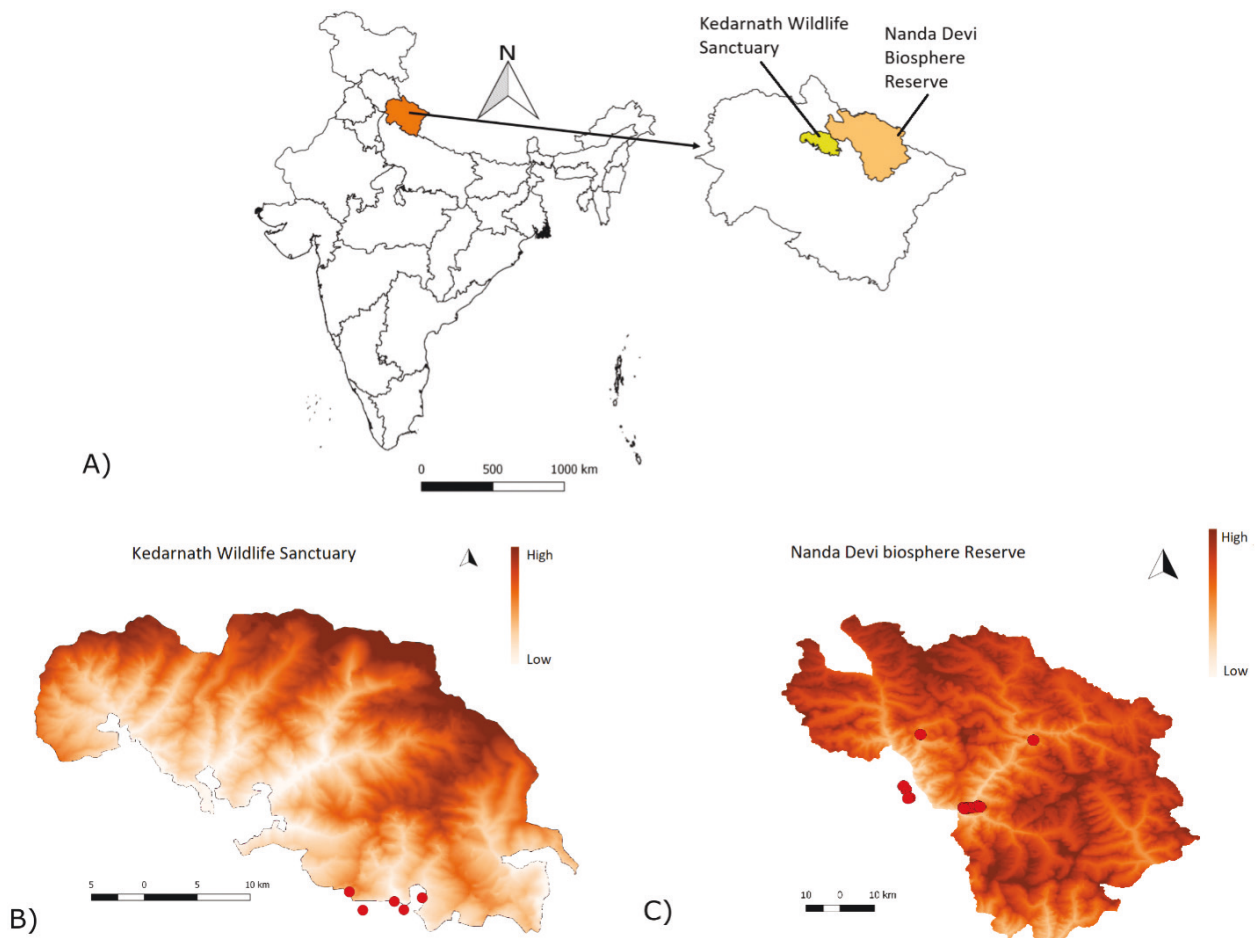 Kedarnath Wildlife
Sanctuary
Nanda Devi
Biosphere
Reserve
N
A)
0 500 1000 km
Kedarnath Wildlife Sanctuary
High
Low
5 0 5 10 km
B)
Nanda Devi biosphere Reserve
High
Low
10 0 10 km
C)